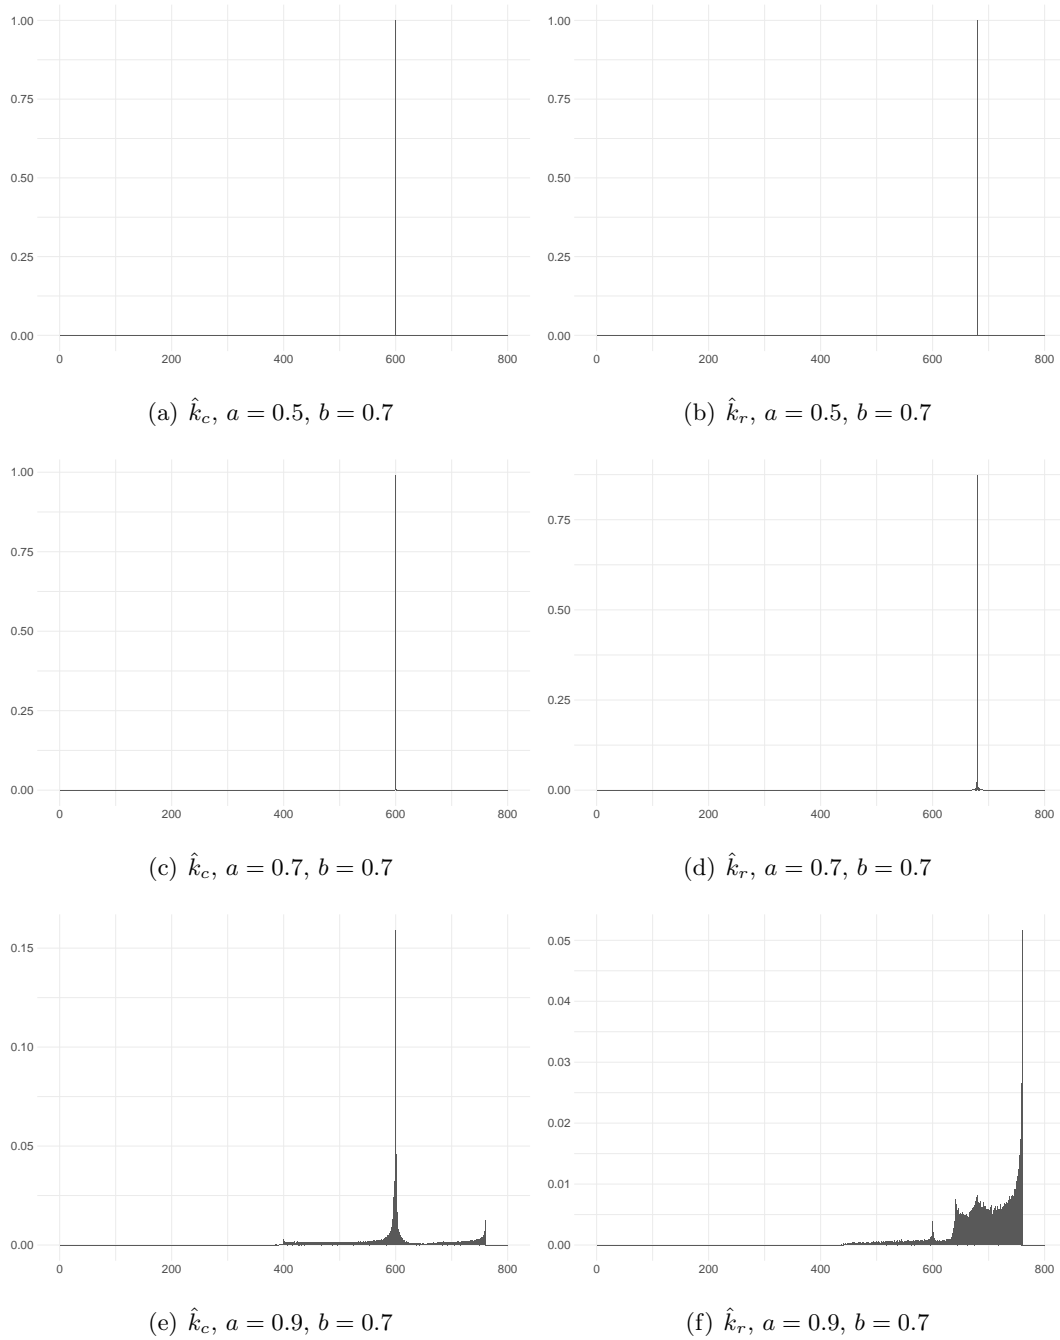 1.00
0.75
0.50
0.25
0.00
0 200 400 600 800
(a) k̂_c, a = 0.5, b = 0.7
1.00
0.75
0.50
0.25
0.00
0 200 400 600 800
(b) k̂_r, a = 0.5, b = 0.7
1.00
0.75
0.50
0.25
0.00
0 200 400 600 800
(c) k̂_c, a = 0.7, b = 0.7
0.75
0.50
0.25
0.00
0 200 400 600 800
(d) k̂_r, a = 0.7, b = 0.7
0.15
0.10
0.05
0.00
0 200 400 600 800
(e) k̂_c, a = 0.9, b = 0.7
0.05
0.04
0.03
0.02
0.01
0.00
0 200 400 600 800
(f) k̂_r, a = 0.9, b = 0.7